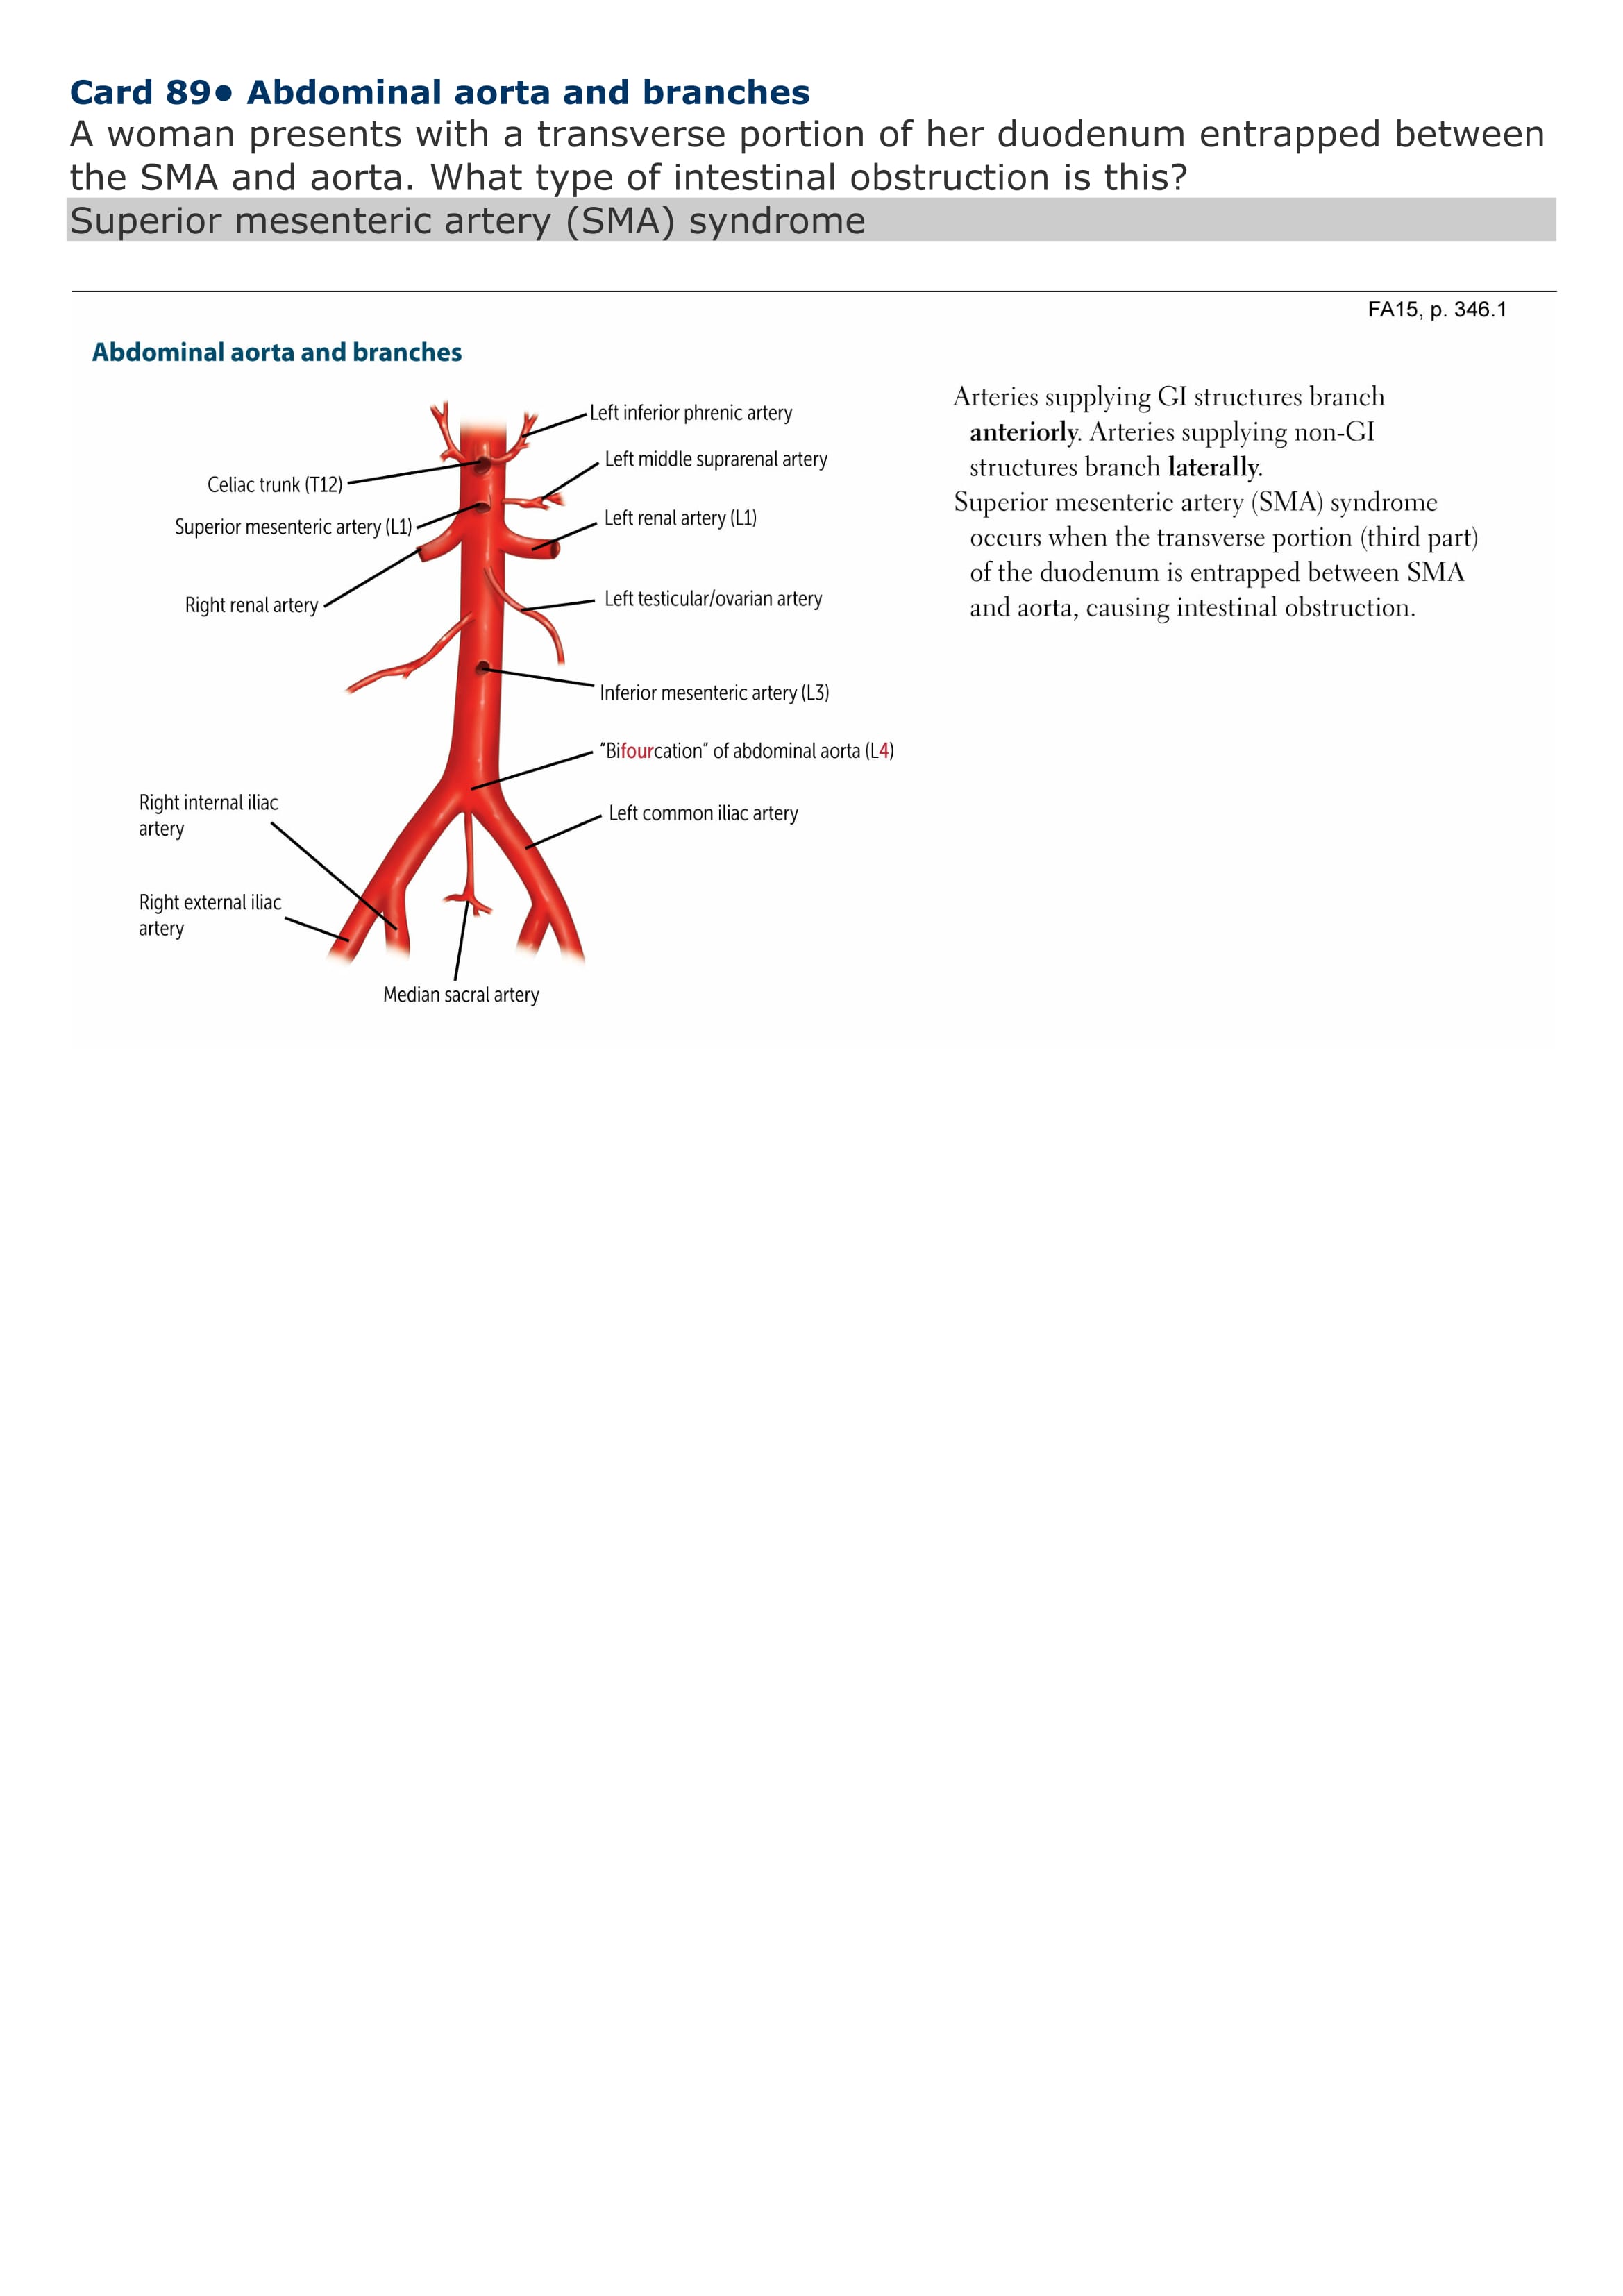 Card 89• Abdominal aorta and branches
A woman presents with a transverse portion of her duodenum entrapped between
the SMA and aorta. What type of intestinal obstruction is this?
Superior mesenteric artery (SMA) syndrome
FA15, p. 346.1
Abdominal aorta and branches
Left inferior phrenic artery
Left middle suprarenal artery
Celiac trunk (T12)
Superior mesenteric artery (L1)
Left renal artery (L1)
Right renal artery
Left testicular/ovarian artery
Inferior mesenteric artery (L3)
“Bifourcation” of abdominal aorta (L4)
Right internal iliac
artery
Left common iliac artery
Right external iliac
artery
Median sacral artery
Arteries supplying GI structures branch
anteriorly. Arteries supplying non-GI
structures branch laterally.
Superior mesenteric artery (SMA) syndrome
occurs when the transverse portion (third part)
of the duodenum is entrapped between SMA
and aorta, causing intestinal obstruction.